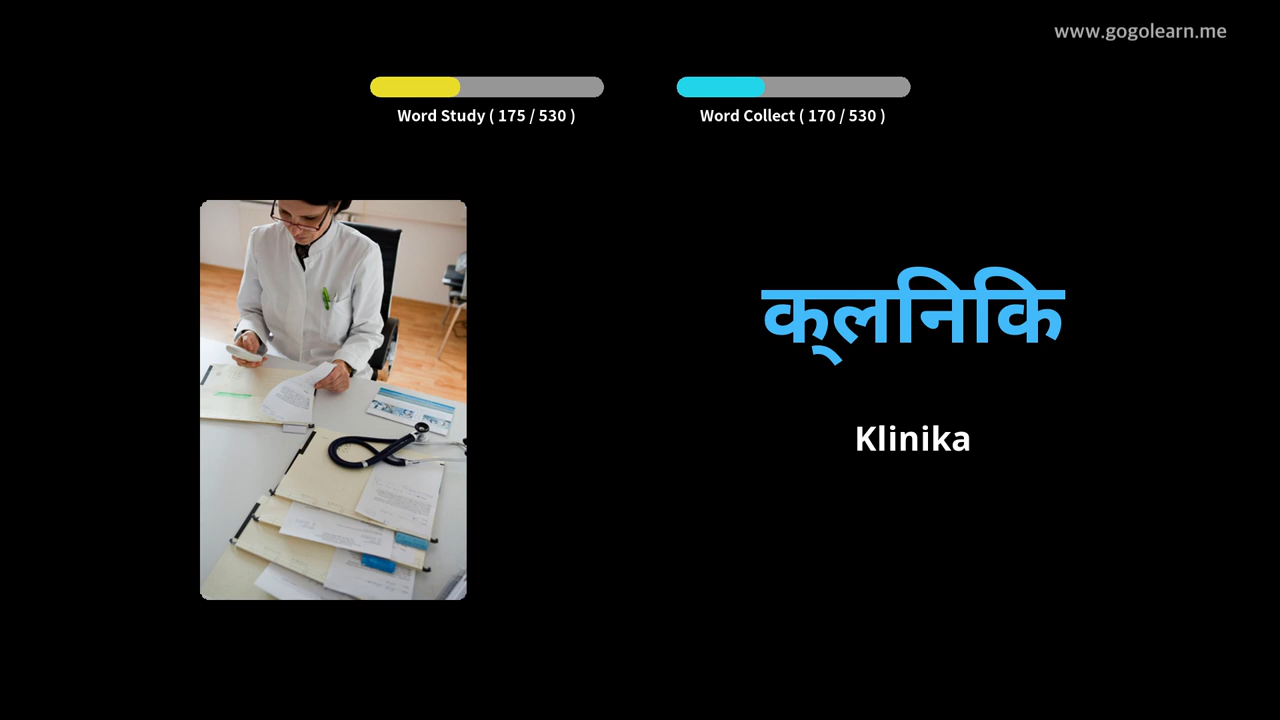 www.gogolearn.me
Word Study ( 175 / 530 )
Word Collect ( 170 / 530 )
क्‌लनिकि
Klinika